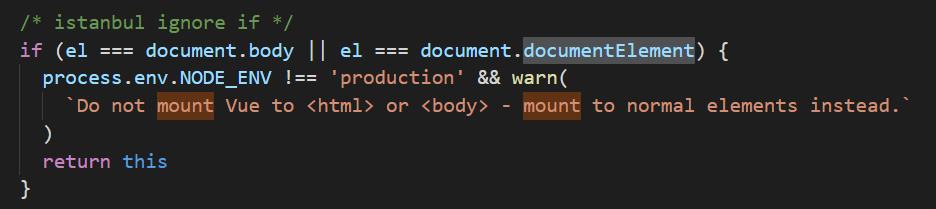 /* istanbul ignore if */
if (el === document.body || el === document.documentElement) {
  process.env.NODE_ENV !== 'production' && warn(
    `Do not mount Vue to <html> or <body> - mount to normal elements instead.`
  )
  return this
}